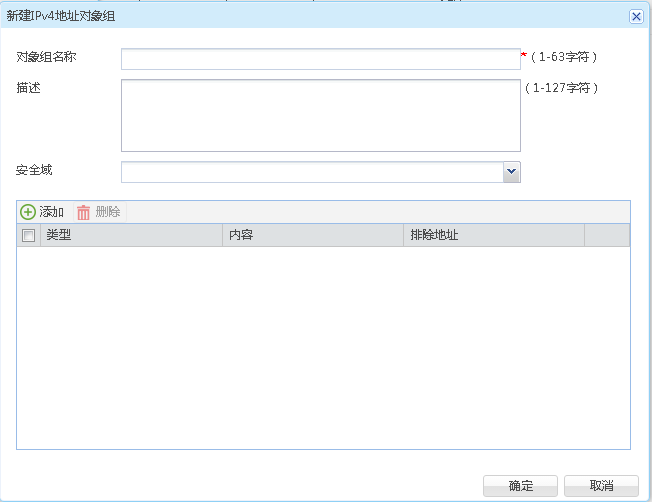 新建IPv4地址对象组
对象组名称 *（1-63字符）
描述 （1-127字符）
安全域
添加 删除
类型 内容 排除地址
确定 取消